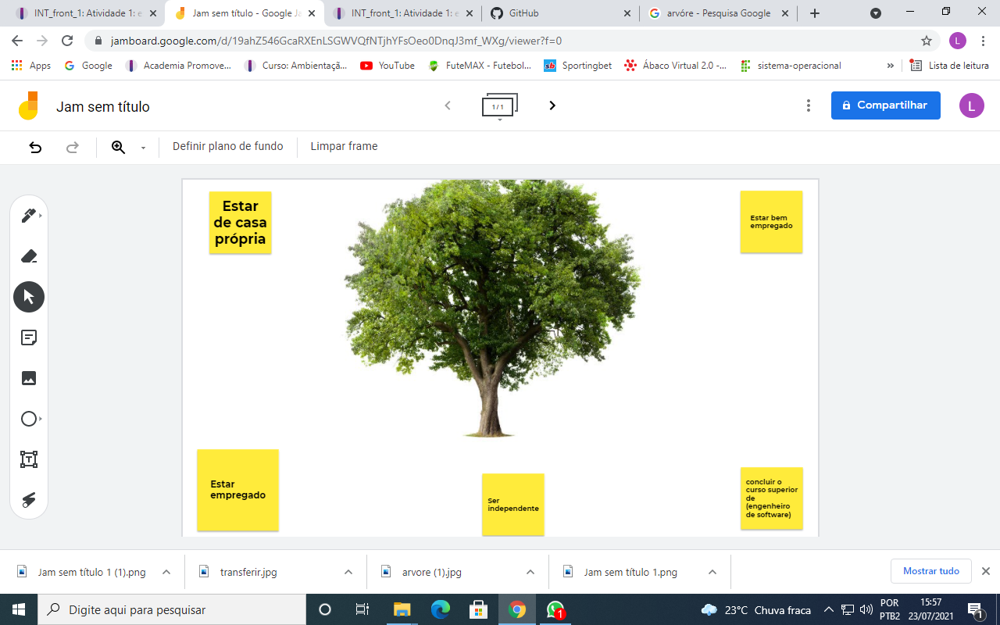 INT_front_1: Atividade 1: e
Jam sem título - Google Ja
INT_front_1: Atividade 1: e
GitHub
arvóre - Pesquisa Google
jamboard.google.com/d/19ahZ546GcaRXEnLSGWVQfNTjhYFsOeo0DnqJ3mf_WXg/viewer?f=0
L
Apps
Google
Academia Promove...
Curso: Ambientaçã...
YouTube
FuteMAX - Futebol...
sb
Sportingbet
Ábaco Virtual 2.0 -...
sistema-operacional
»
Lista de leitura
Jam sem título
1 / 1
Compartilhar
L
Definir plano de fundo
Limpar frame
Estar
de casa
própria
Estar bem
empregado
Estar
empregado
Ser
independente
concluir o
curso superior
de
(engenheiro
de software)
T
Jam sem título 1 (1).png
transferir.jpg
arvore (1).jpg
Jam sem título 1.png
Mostrar tudo
Digite aqui para pesquisar
1
23°C Chuva fraca
POR
PTB2
15:57
23/07/2021
1